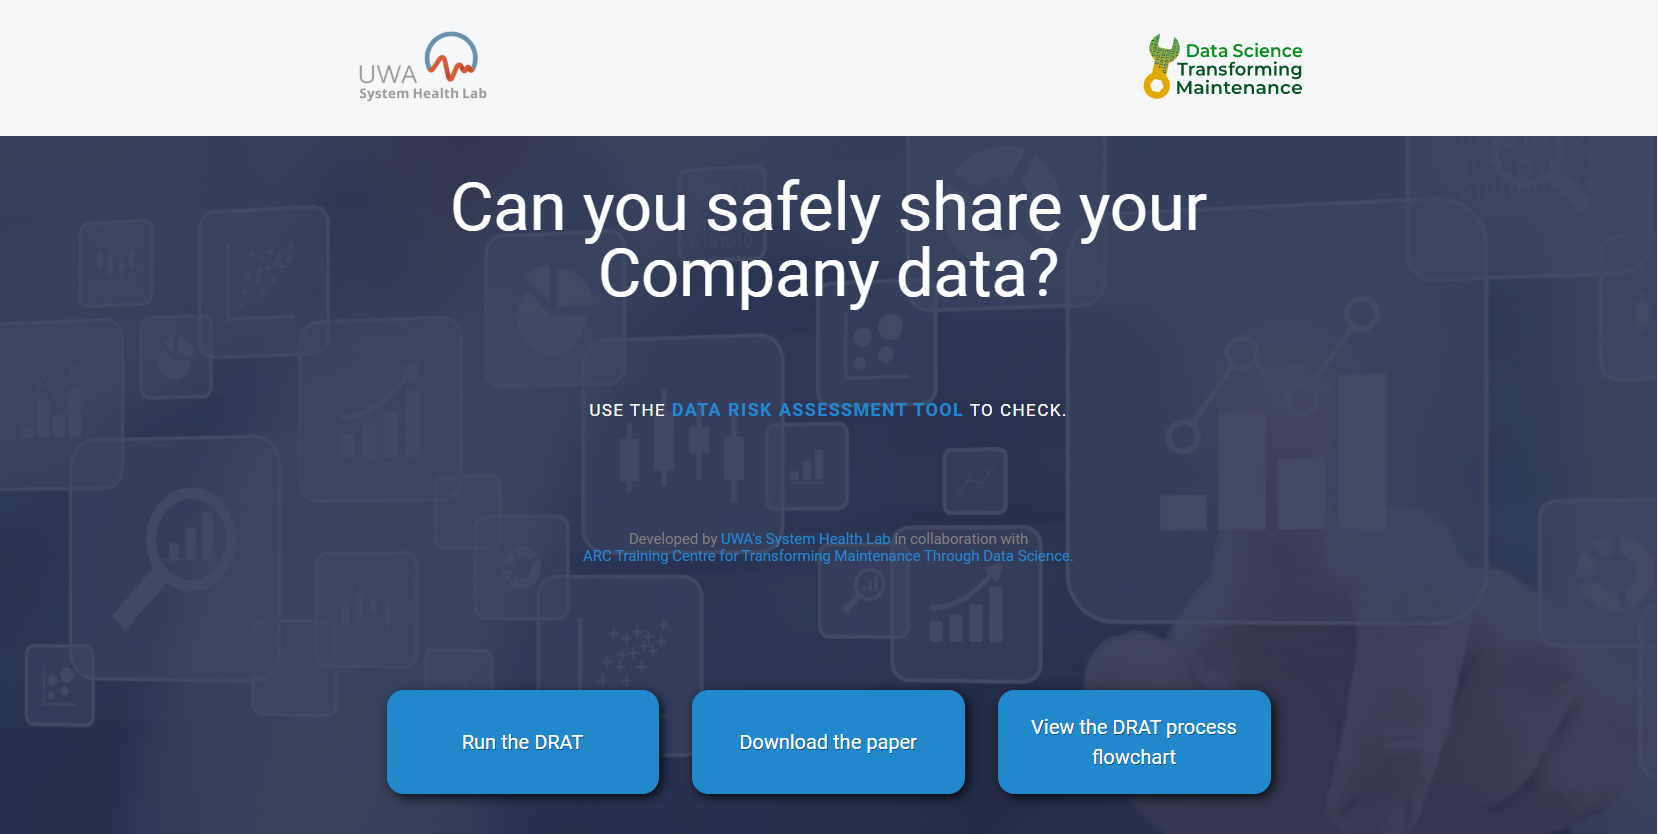 UWA
System Health Lab
Data Science
Transforming
Maintenance
Can you safely share your
Company data?
USE THE DATA RISK ASSESSMENT TOOL TO CHECK.
Developed by UWA's System Health Lab in collaboration with
ARC Training Centre for Transforming Maintenance Through Data Science.
Run the DRAT
Download the paper
View the DRAT process
flowchart